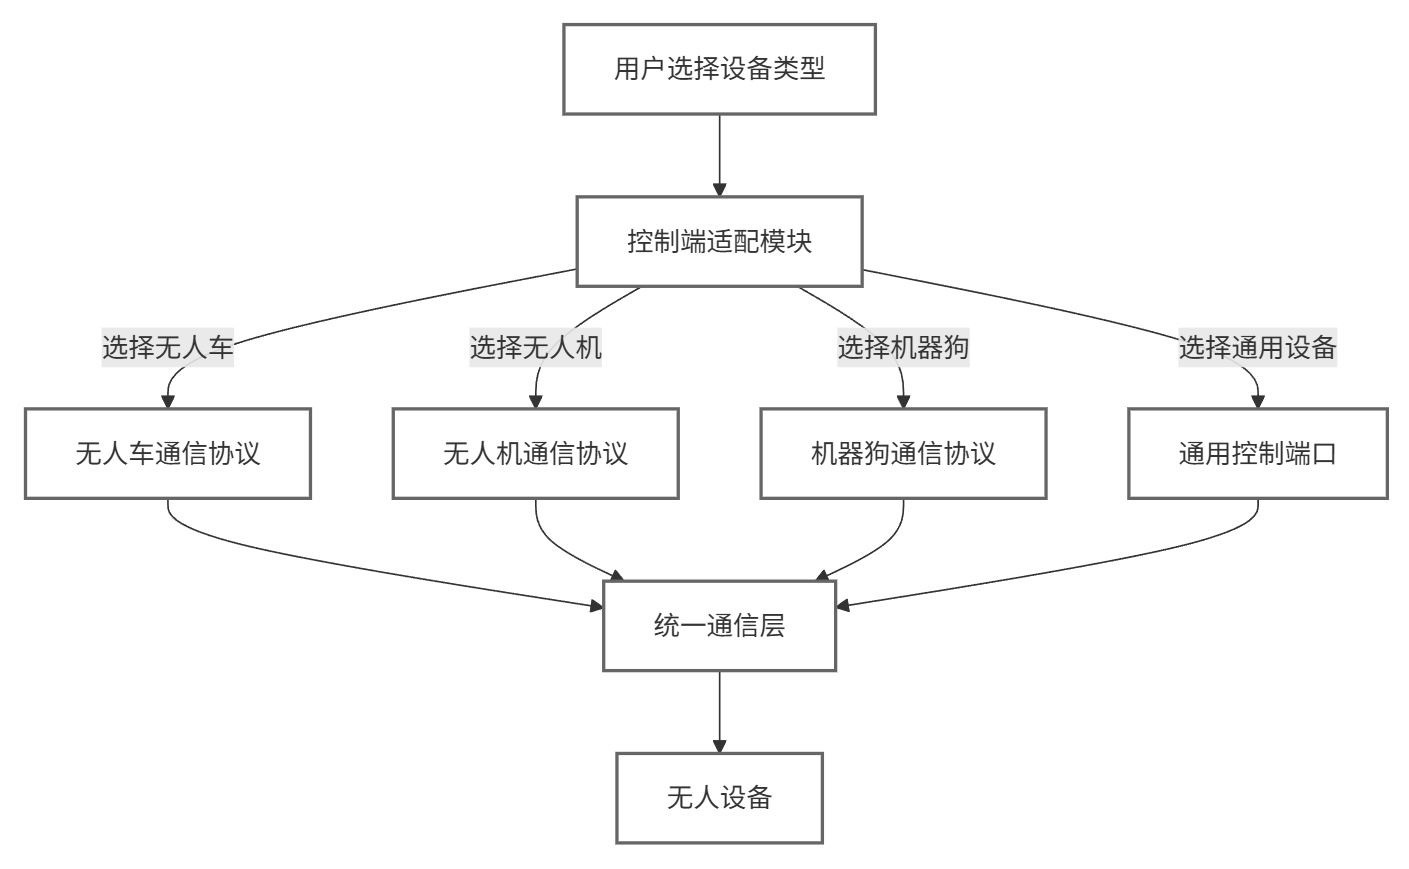 用户选择设备类型
控制端适配模块
选择无人车
选择无人机
选择机器狗
选择通用设备
无人车通信协议
无人机通信协议
机器狗通信协议
通用控制端口
统一通信层
无人设备